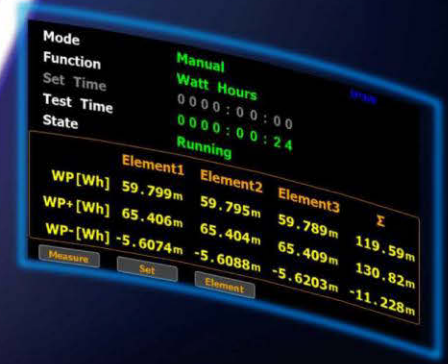 Mode Manual
Function Watt Hours
Set Time 0000:00:00
Test Time 0000:00:24
State Running
Element1 Element2 Element3 Σ
WP[Wh] 59.799m 59.795m 59.789m 119.59m
WP+[Wh] 65.406m 65.404m 65.409m 130.82m
WP-[Wh] -5.6074m -5.6088m -5.6203m -11.228m
Measure Set Element